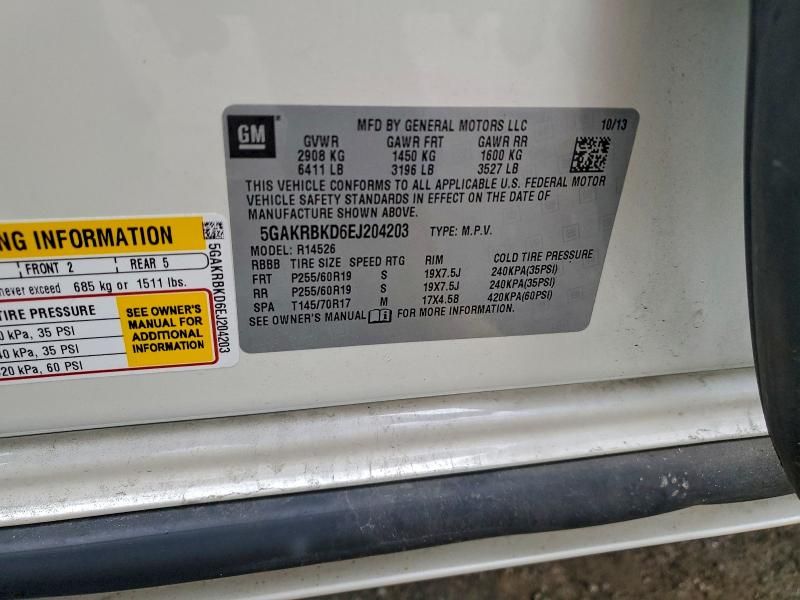 GM
MFD BY GENERAL MOTORS LLC 10/13
GVWR GAWR FRT GAWR RR
2908 KG 1450 KG 1600 KG
6411 LB 3196 LB 3527 LB
THIS VEHICLE CONFORMS TO ALL APPLICABLE U.S. FEDERAL MOTOR
VEHICLE SAFETY STANDARDS IN EFFECT ON THE DATE OF
MANUFACTURE SHOWN ABOVE.
5GAKRBKD6EJ204203 TYPE: M.P.V.
MODEL: R14526
RBBB TIRE SIZE SPEED RTG RIM COLD TIRE PRESSURE
FRT P255/60R19 S 19X7.5J 240KPA(35PSI)
RR P255/60R19 S 19X7.5J 240KPA(35PSI)
SPA T145/70R17 M 17X4.5B 420KPA(60PSI)
SEE OWNER'S MANUAL FOR MORE INFORMATION.
NG INFORMATION
FRONT 2 REAR 5
never exceed 685 kg or 1511 lbs.
TIRE PRESSURE
0 kPa, 35 PSI
40 kPa, 35 PSI
20 kPa, 60 PSI
SEE OWNER'S
MANUAL FOR
ADDITIONAL
INFORMATION
5GAKRBKD6EJ204203